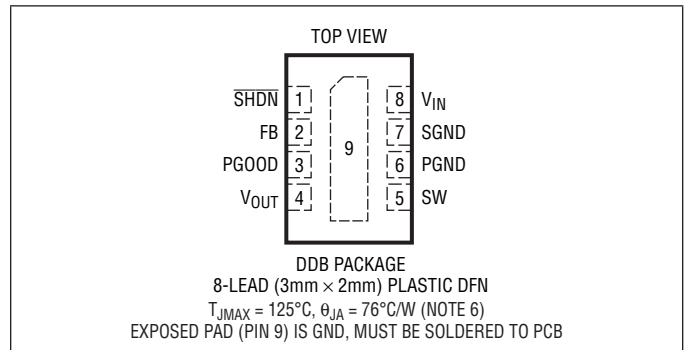 TOP VIEW
SHDN 1 8 VIN
FB 2 7 SGND
9
PGOOD 3 6 PGND
VOUT 4 5 SW
DDB PACKAGE
8-LEAD (3mm × 2mm) PLASTIC DFN
TJMAX = 125°C, θJA = 76°C/W (NOTE 6)
EXPOSED PAD (PIN 9) IS GND, MUST BE SOLDERED TO PCB